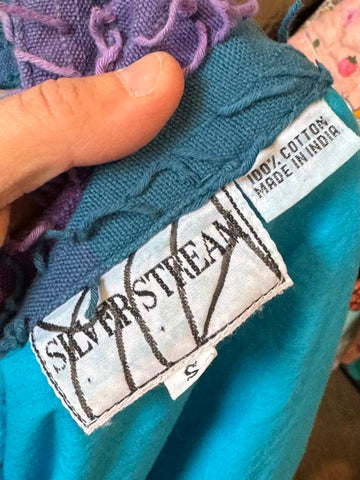 100% COTTON
MADE IN INDIA
SILVER STREAM
S